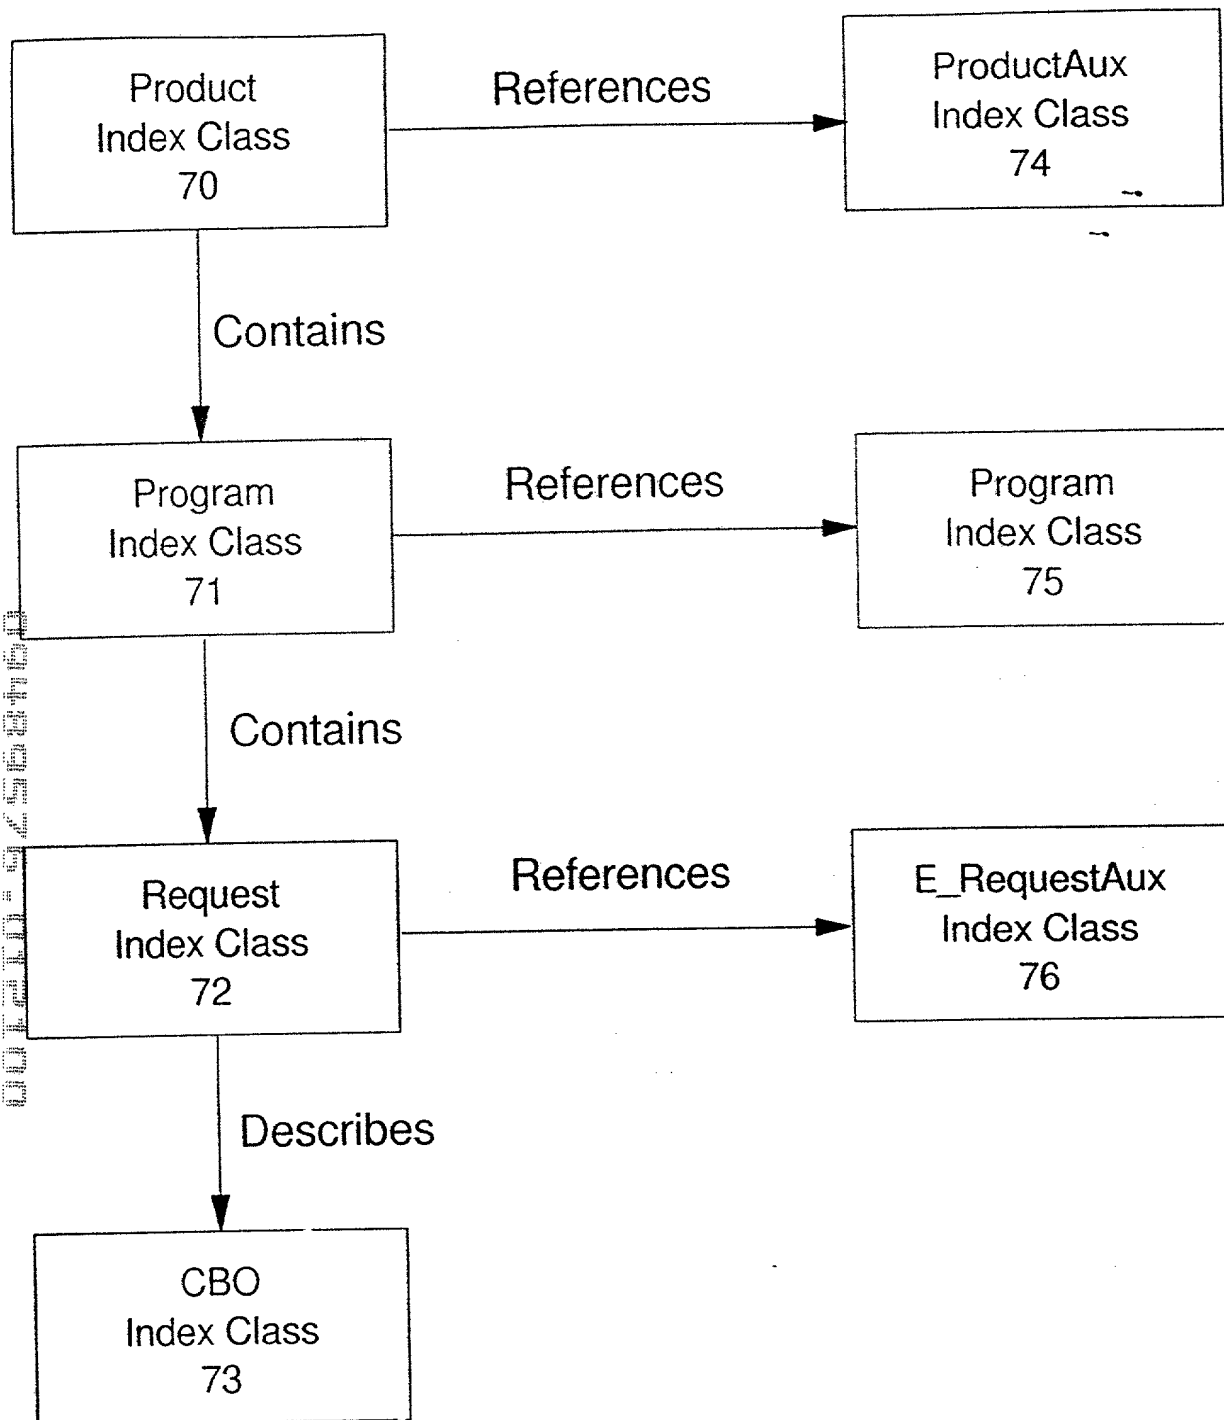 Product
Index Class
70
References
ProductAux
Index Class
74
Contains
Program
Index Class
71
References
Program
Index Class
75
Contains
Request
Index Class
72
References
E_RequestAux
Index Class
76
Describes
CBO
Index Class
73